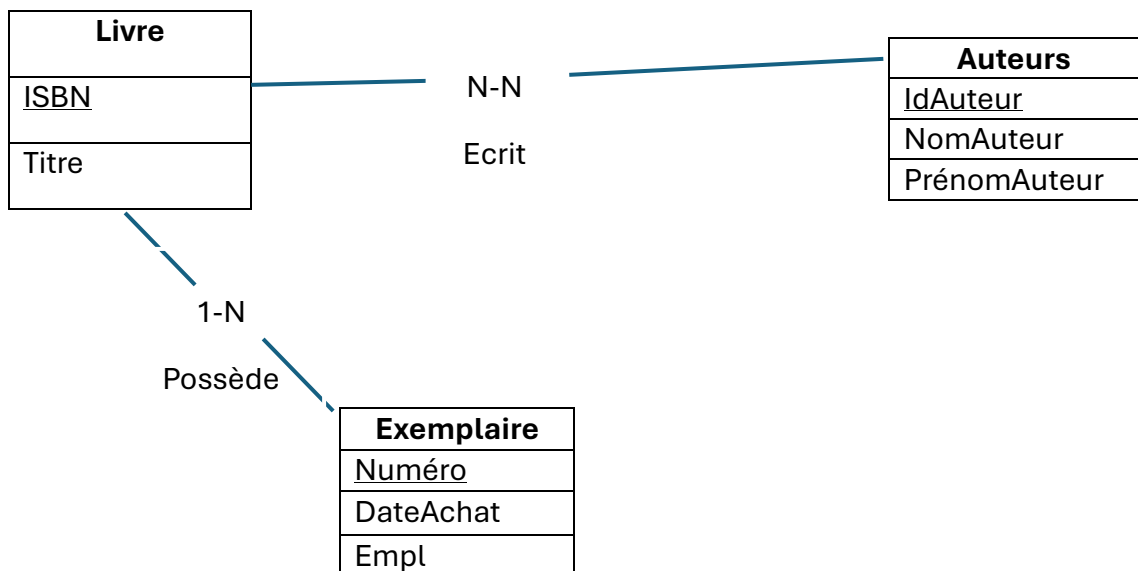 Livre
ISBN
Titre
N-N
Ecrit
Auteurs
IdAuteur
NomAuteur
PrénomAuteur
1-N
Possède
Exemplaire
Numéro
DateAchat
Empl